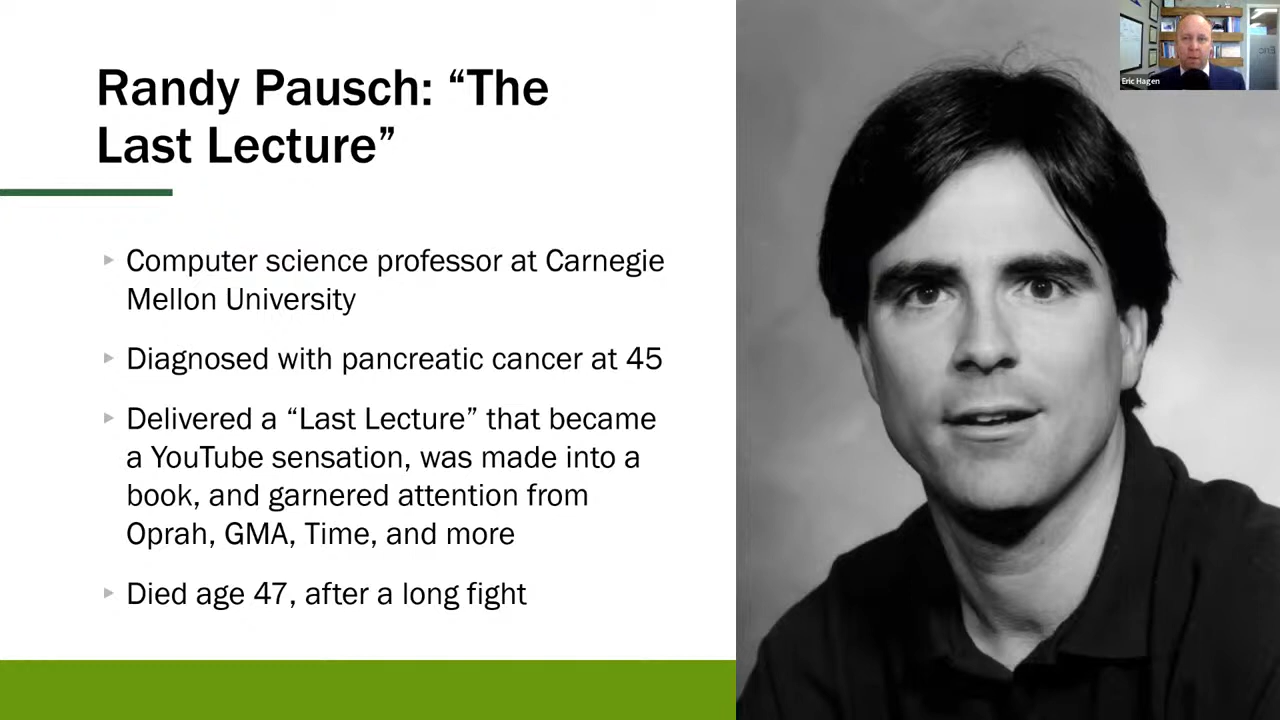 Randy Pausch: “The
Last Lecture”
Computer science professor at Carnegie
Mellon University
Diagnosed with pancreatic cancer at 45
Delivered a “Last Lecture” that became
a YouTube sensation, was made into a
book, and garnered attention from
Oprah, GMA, Time, and more
Died age 47, after a long fight
Eric Hagen